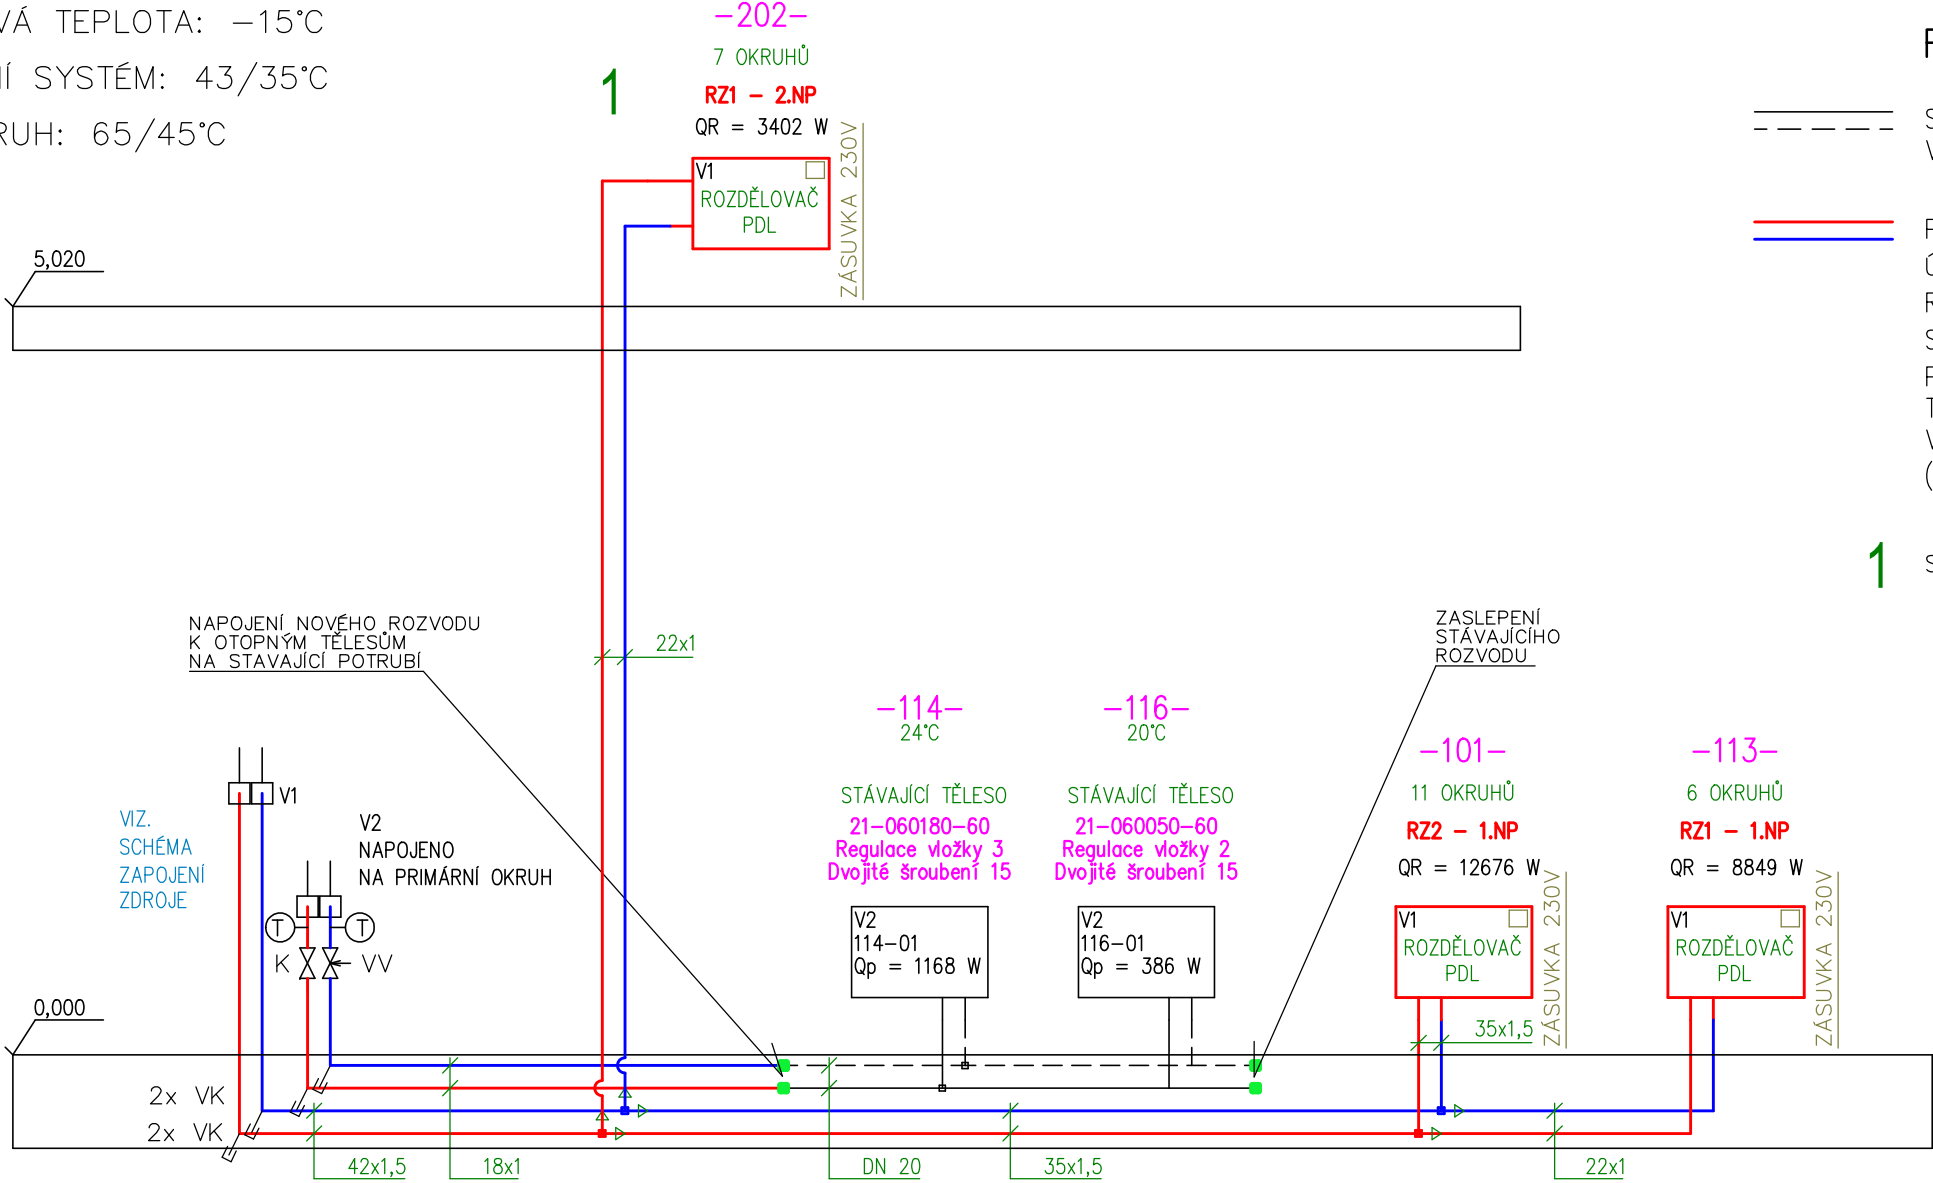 VÁ TEPLOTA: -15°C
Í SYSTÉM: 43/35°C
RUH: 65/45°C
1
-202-
7 OKRUHŮ
RZ1 - 2.NP
QR = 3402 W
V1
ROZDĚLOVAČ
PDL
ZÁSUVKA 230V
5,020
22x1
NAPOJENÍ NOVÉHO ROZVODU
K OTOPNÝM TĚLESŮM
NA STAVAJÍCÍ POTRUBÍ
ZASLEPENÍ
STÁVAJÍCÍHO
ROZVODU
1
-114-
24°C
STÁVAJÍCÍ TĚLESO
21-060180-60
Regulace vložky 3
Dvojité šroubení 15
V2
114-01
Qp = 1168 W
-116-
20°C
STÁVAJÍCÍ TĚLESO
21-060050-60
Regulace vložky 2
Dvojité šroubení 15
V2
116-01
Qp = 386 W
-101-
11 OKRUHŮ
RZ2 - 1.NP
QR = 12676 W
V1
ROZDĚLOVAČ
PDL
ZÁSUVKA 230V
35x1,5
-113-
6 OKRUHŮ
RZ1 - 1.NP
QR = 8849 W
V1
ROZDĚLOVAČ
PDL
ZÁSUVKA 230V
V1
VIZ.
SCHÉMA
ZAPOJENÍ
ZDROJE
V2
NAPOJENO
NA PRIMÁRNÍ OKRUH
T
T
K
VV
0,000
2x VK
2x VK
42x1,5
18x1
DN 20
35x1,5
22x1